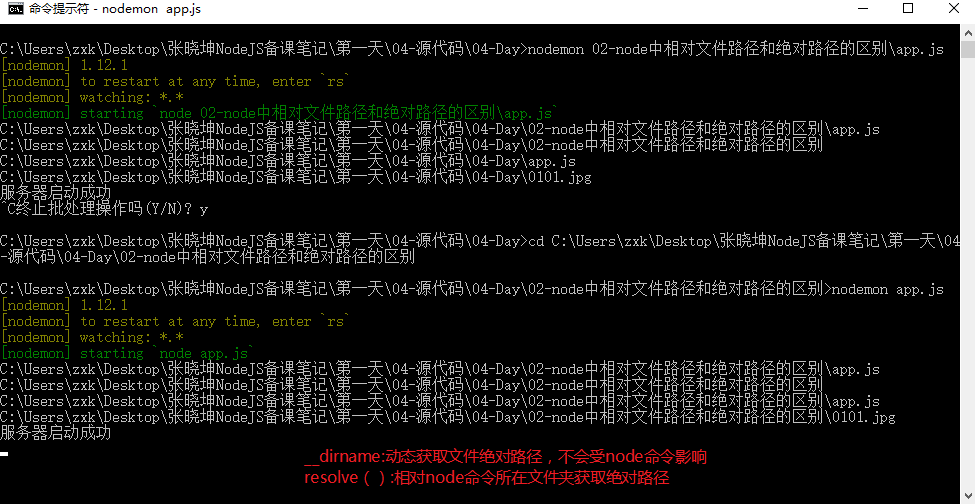 命令提示符 - nodemon  app.js
C:\Users\zxk\Desktop\张晓坤NodeJS备课笔记\第一天\04-源代码\04-Day>nodemon 02-node中相对文件路径和绝对路径的区别\app.js
[nodemon] 1.12.1
[nodemon] to restart at any time, enter `rs`
[nodemon] watching: *.*
[nodemon] starting `node 02-node中相对文件路径和绝对路径的区别\app.js`
C:\Users\zxk\Desktop\张晓坤NodeJS备课笔记\第一天\04-源代码\04-Day\02-node中相对文件路径和绝对路径的区别\app.js
C:\Users\zxk\Desktop\张晓坤NodeJS备课笔记\第一天\04-源代码\04-Day\02-node中相对文件路径和绝对路径的区别
C:\Users\zxk\Desktop\张晓坤NodeJS备课笔记\第一天\04-源代码\04-Day\app.js
C:\Users\zxk\Desktop\张晓坤NodeJS备课笔记\第一天\04-源代码\04-Day\0101.jpg
服务器启动成功
^C终止批处理操作吗(Y/N)? y
C:\Users\zxk\Desktop\张晓坤NodeJS备课笔记\第一天\04-源代码\04-Day>cd C:\Users\zxk\Desktop\张晓坤NodeJS备课笔记\第一天\04
-源代码\04-Day\02-node中相对文件路径和绝对路径的区别
C:\Users\zxk\Desktop\张晓坤NodeJS备课笔记\第一天\04-源代码\04-Day\02-node中相对文件路径和绝对路径的区别>nodemon app.js
[nodemon] 1.12.1
[nodemon] to restart at any time, enter `rs`
[nodemon] watching: *.*
[nodemon] starting `node app.js`
C:\Users\zxk\Desktop\张晓坤NodeJS备课笔记\第一天\04-源代码\04-Day\02-node中相对文件路径和绝对路径的区别\app.js
C:\Users\zxk\Desktop\张晓坤NodeJS备课笔记\第一天\04-源代码\04-Day\02-node中相对文件路径和绝对路径的区别
C:\Users\zxk\Desktop\张晓坤NodeJS备课笔记\第一天\04-源代码\04-Day\02-node中相对文件路径和绝对路径的区别\app.js
C:\Users\zxk\Desktop\张晓坤NodeJS备课笔记\第一天\04-源代码\04-Day\02-node中相对文件路径和绝对路径的区别\0101.jpg
服务器启动成功
__dirname:动态获取文件绝对路径，不会受node命令影响
resolve（）:相对node命令所在文件夹获取绝对路径